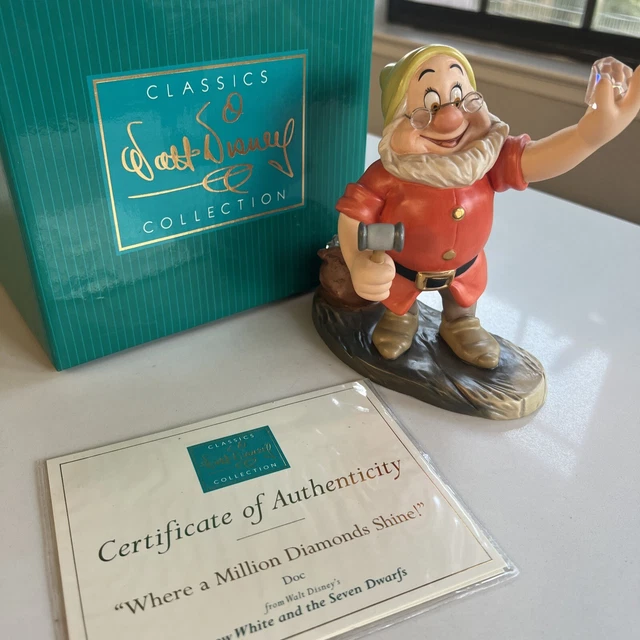 CLASSICS
Walt Disney
COLLECTION
CLASSICS
Walt Disney
COLLECTION
Certificate of Authenticity
"Where a Million Diamonds Shine!"
Doc
from Walt Disney's
White and the Seven Dwarfs